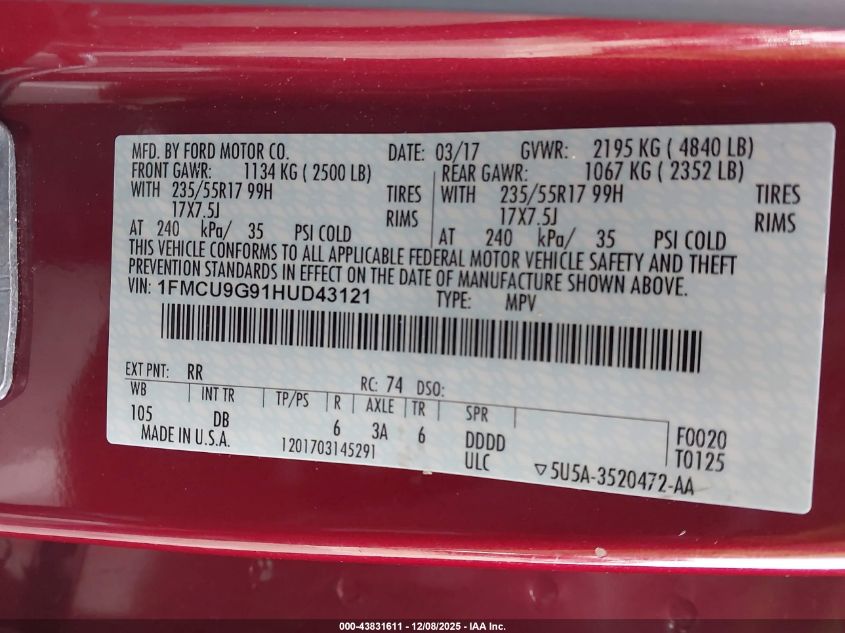 MFD. BY FORD MOTOR CO. DATE: 03/17 GVWR: 2195 KG ( 4840 LB)
FRONT GAWR: 1134 KG ( 2500 LB) REAR GAWR: 1067 KG ( 2352 LB)
WITH 235/55R17 99H TIRES WITH 235/55R17 99H TIRES
17X7.5J RIMS 17X7.5J RIMS
AT 240 kPa/ 35 PSI COLD AT 240 kPa/ 35 PSI COLD
THIS VEHICLE CONFORMS TO ALL APPLICABLE FEDERAL MOTOR VEHICLE SAFETY AND THEFT
PREVENTION STANDARDS IN EFFECT ON THE DATE OF MANUFACTURE SHOWN ABOVE.
VIN: 1FMCU9G91HUD43121 TYPE: MPV
EXT PNT: RR RC: 74 DSO:
WB INT TR TP/PS R AXLE TR SPR
105 DB 6 3A 6 DDDD F0020
MADE IN U.S.A. 1201703145291 ULC T0125
▽5U5A-3520472-AA
000-43831611 - 12/08/2025 - IAA Inc.